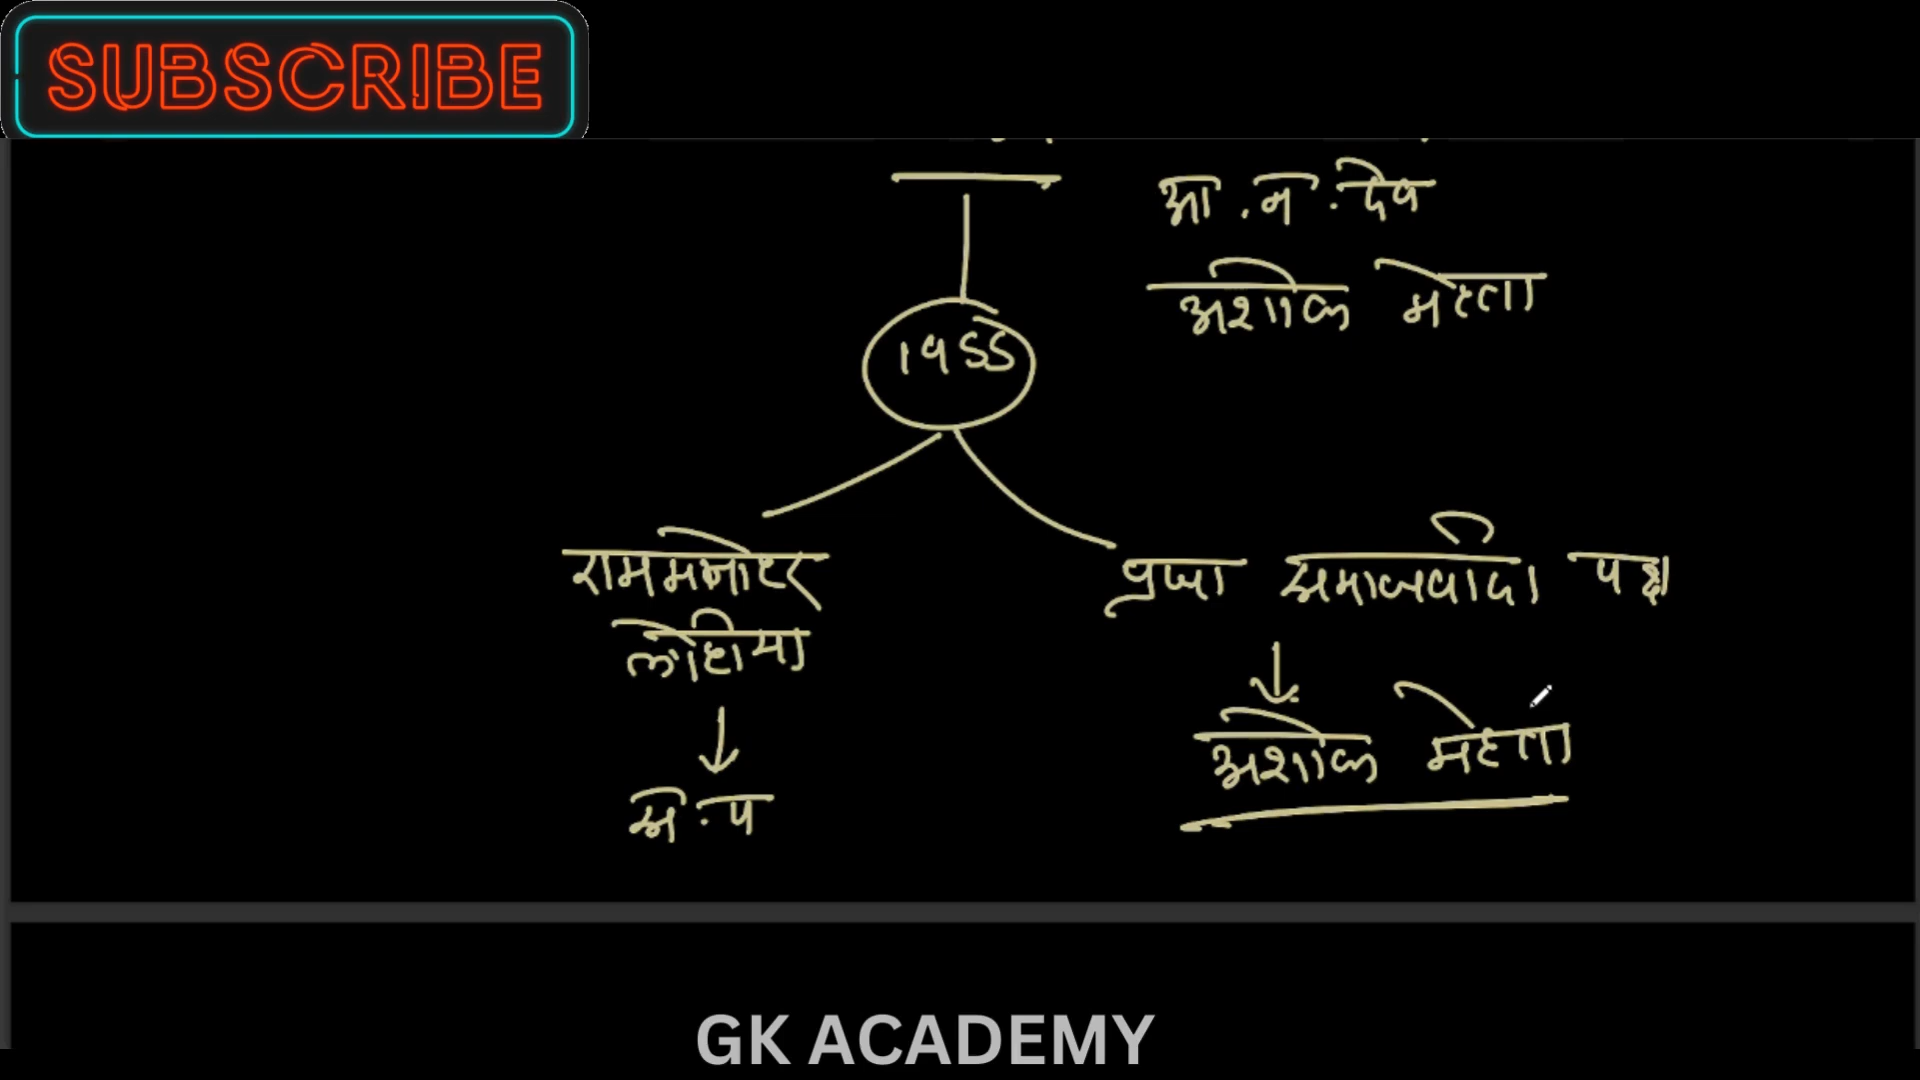 SUBSCRIBE
आ. न. देव
अशोक मेहता
1955
राममनोहर
लोहीया
स. प
प्रजा समाजवादी पक्ष
अशोक मेहता
GK ACADEMY